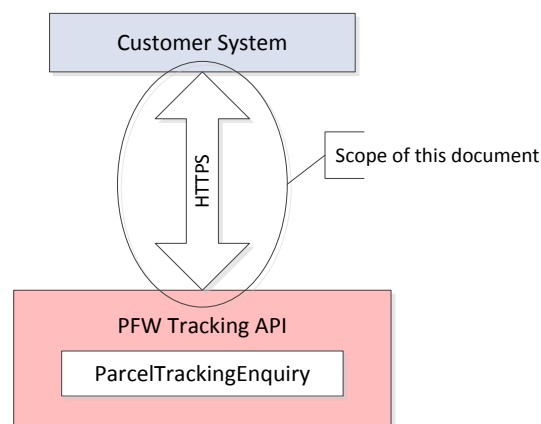 Customer System
HTTPS
Scope of this document
PFW Tracking API
ParcelTrackingEnquiry